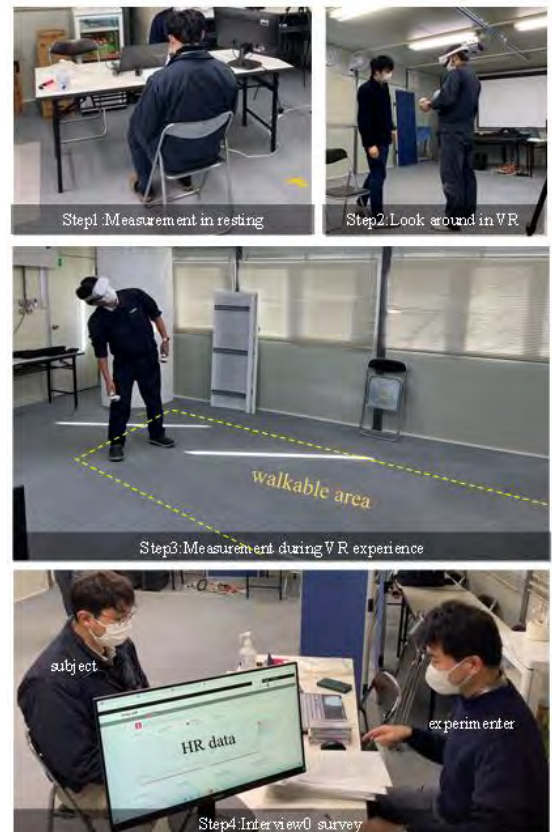 Step1:Measurement in resting
Step2:Look around in VR
walkable area
Step3:Measurement during VR experience
subject
HR data
experimenter
Step4:Interview0 survey